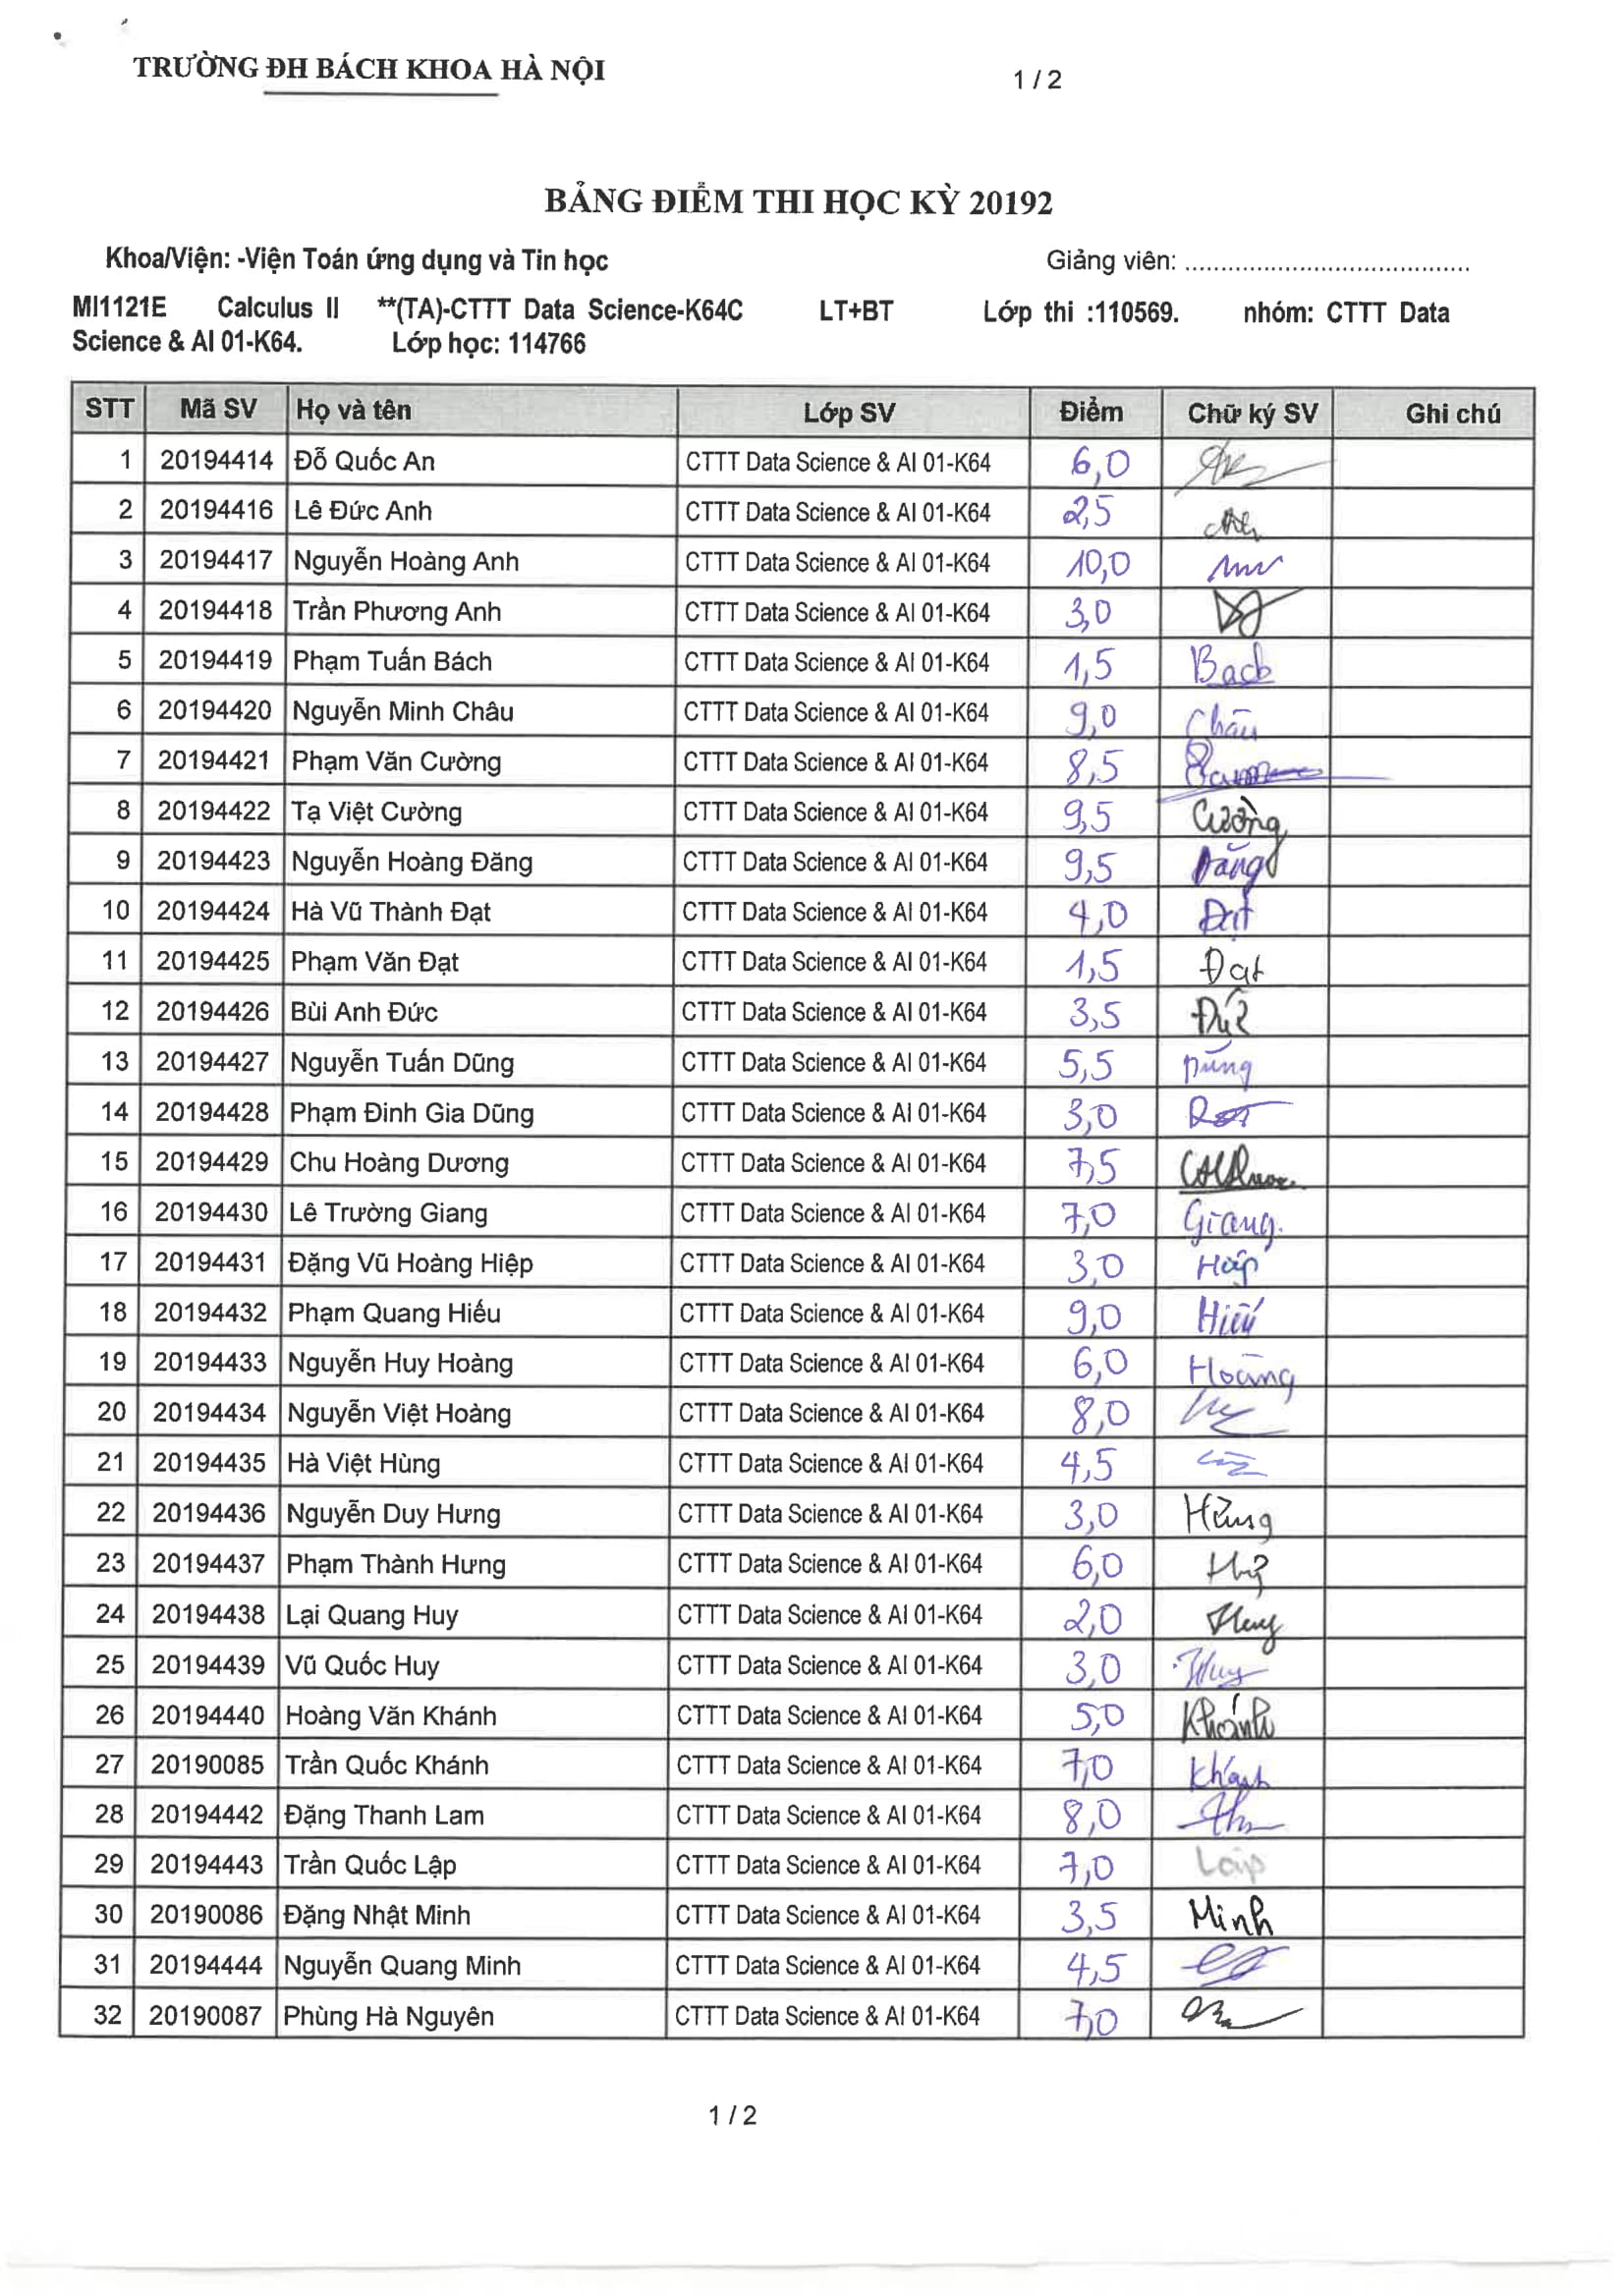 TRƯỜNG ĐH BÁCH KHOA HÀ NỘI 1 / 2
BẢNG ĐIỂM THI HỌC KỲ 20192
Khoa/Viện: -Viện Toán ứng dụng và Tin học Giảng viên: ......................................
MI1121E Calculus II **(TA)-CTTT Data Science-K64C LT+BT Lớp thi :110569. nhóm: CTTT Data
Science & AI 01-K64. Lớp học: 114766
STT Mã SV Họ và tên Lớp SV Điểm Chữ ký SV Ghi chú
1 20194414 Đỗ Quốc An CTTT Data Science & AI 01-K64 6,0
2 20194416 Lê Đức Anh CTTT Data Science & AI 01-K64 2,5
3 20194417 Nguyễn Hoàng Anh CTTT Data Science & AI 01-K64 10,0
4 20194418 Trần Phương Anh CTTT Data Science & AI 01-K64 3,0
5 20194419 Phạm Tuấn Bách CTTT Data Science & AI 01-K64 1,5 Bach
6 20194420 Nguyễn Minh Châu CTTT Data Science & AI 01-K64 9,0 Châu
7 20194421 Phạm Văn Cường CTTT Data Science & AI 01-K64 8,5
8 20194422 Tạ Việt Cường CTTT Data Science & AI 01-K64 9,5 Cường
9 20194423 Nguyễn Hoàng Đăng CTTT Data Science & AI 01-K64 9,5 Đăng
10 20194424 Hà Vũ Thành Đạt CTTT Data Science & AI 01-K64 4,0 Đạt
11 20194425 Phạm Văn Đạt CTTT Data Science & AI 01-K64 1,5 Đạt
12 20194426 Bùi Anh Đức CTTT Data Science & AI 01-K64 3,5 Đức
13 20194427 Nguyễn Tuấn Dũng CTTT Data Science & AI 01-K64 5,5 Dũng
14 20194428 Phạm Đinh Gia Dũng CTTT Data Science & AI 01-K64 3,0
15 20194429 Chu Hoàng Dương CTTT Data Science & AI 01-K64 7,5
16 20194430 Lê Trường Giang CTTT Data Science & AI 01-K64 7,0 Giang.
17 20194431 Đặng Vũ Hoàng Hiệp CTTT Data Science & AI 01-K64 3,0
18 20194432 Phạm Quang Hiếu CTTT Data Science & AI 01-K64 9,0 Hiếu
19 20194433 Nguyễn Huy Hoàng CTTT Data Science & AI 01-K64 6,0 Hoàng
20 20194434 Nguyễn Việt Hoàng CTTT Data Science & AI 01-K64 8,0
21 20194435 Hà Việt Hùng CTTT Data Science & AI 01-K64 4,5
22 20194436 Nguyễn Duy Hưng CTTT Data Science & AI 01-K64 3,0 Hưng
23 20194437 Phạm Thành Hưng CTTT Data Science & AI 01-K64 6,0
24 20194438 Lại Quang Huy CTTT Data Science & AI 01-K64 2,0 Huy
25 20194439 Vũ Quốc Huy CTTT Data Science & AI 01-K64 3,0 Huy
26 20194440 Hoàng Văn Khánh CTTT Data Science & AI 01-K64 5,0 Khánh
27 20190085 Trần Quốc Khánh CTTT Data Science & AI 01-K64 7,0 Khánh
28 20194442 Đặng Thanh Lam CTTT Data Science & AI 01-K64 8,0
29 20194443 Trần Quốc Lập CTTT Data Science & AI 01-K64 7,0 Lập
30 20190086 Đặng Nhật Minh CTTT Data Science & AI 01-K64 3,5 Minh
31 20194444 Nguyễn Quang Minh CTTT Data Science & AI 01-K64 4,5
32 20190087 Phùng Hà Nguyên CTTT Data Science & AI 01-K64 7,0
1 / 2